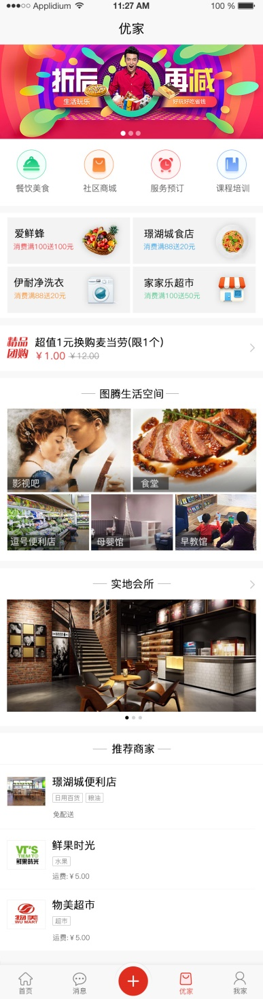 Applidium 11:27 AM 100 %
优家
折后 再减
生活玩乐 好玩好吃省钱
餐饮美食 社区商城 服务预订 课程培训
爱鲜蜂 璟湖城食店
消费满100送100元 消费满88送20元
伊耐净洗衣 家家乐超市
消费满88送20元 消费满100送50元
精品 超值1元换购麦当劳(限1个)
团购 ￥1.00 ￥12.00
图腾生活空间
影视吧 食堂
逗号便利店 母婴馆 早教馆
实地会所
推荐商家
璟湖城便利店
日用百货 粮油
免配送
VT'S
TIEM TO
鲜果時光
鲜果时光
水果
运费:￥5.00
物美
WU MART
物美超市
超市
运费:￥5.00
首页 消息 优家 我家